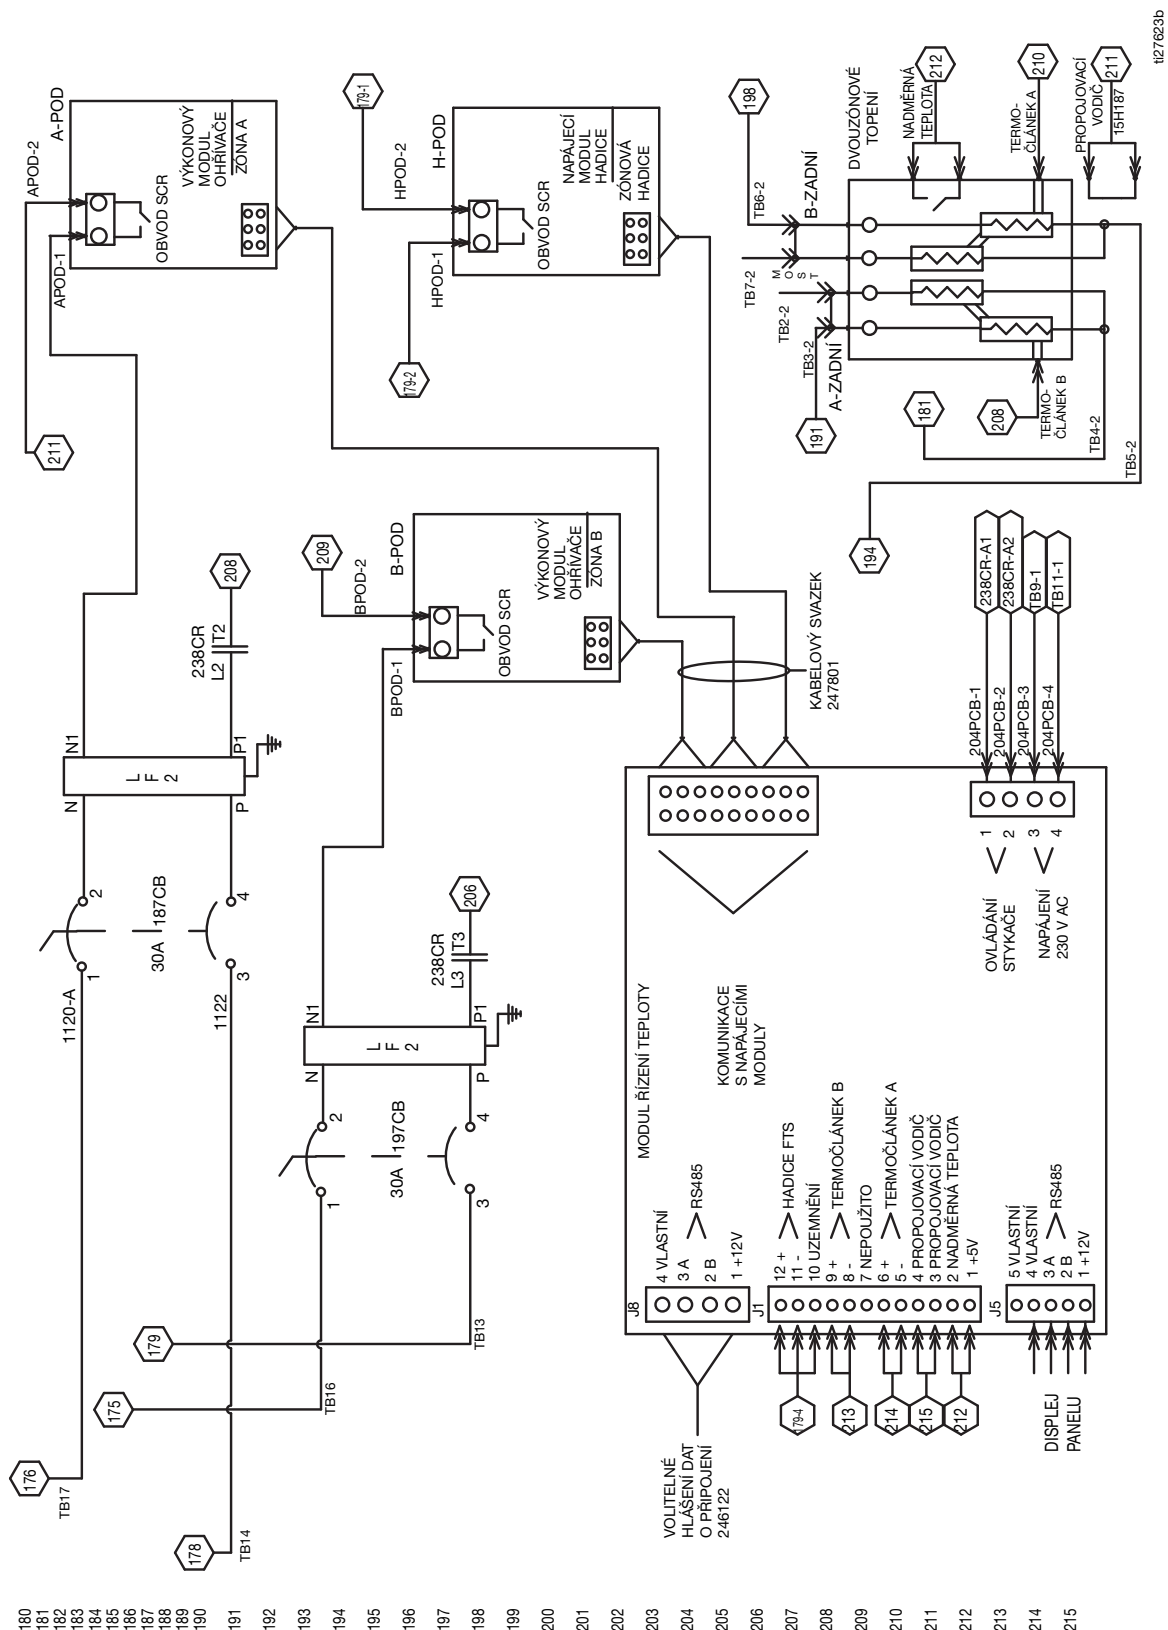 ti27623b
A-POD
APOD-2
APOD-1
OBVOD SCR
VÝKONOVÝ
MODUL
OHŘÍVAČE
ZÓNA A
211
179-1
HPOD-2
HPOD-1
179-2
H-POD
OBVOD SCR
NAPÁJECÍ
MODUL
HADICE
ZÓNOVÁ
HADICE
198
TB6-2
B-ZADNÍ
TB7-2
MOST
TB2-2
TB3-2
A-ZADNÍ
191
DVOUZÓNOVÉ
TOPENÍ
NADMĚRNÁ
TEPLOTA
212
TERMO-
ČLÁNEK A
210
PROPOJOVACÍ
VODIČ
15H187
211
181
208
TERMO-
ČLÁNEK B
TB4-2
TB5-2
194
209
BPOD-2
BPOD-1
B-POD
OBVOD SCR
VÝKONOVÝ
MODUL
OHŘÍVAČE
ZÓNA B
208
238CR
L2
T2
N1
P1
LF2
N
P
2
187CB
30A
4
1
3
1120-A
1122
206
238CR
L3
T3
N1
P1
LF2
N
P
2
197CB
30A
4
1
3
179
TB13
175
TB16
176
TB17
178
TB14
KABELOVÝ SVAZEK
247801
MODUL ŘÍZENÍ TEPLOTY
KOMUNIKACE
S NAPÁJECÍMI
MODULY
238CR-A1
238CR-A2
TB9-1
TB11-1
204PCB-1
204PCB-2
204PCB-3
204PCB-4
1
2
3
4
OVLÁDÁNÍ
STYKAČE
NAPÁJENÍ
230 V AC
J8
4 VLASTNÍ
3 A
2 B
RS485
1 +12V
J1
12 +
11 -
HADICE FTS
10 UZEMNĚNÍ
9 +
8 -
TERMOČLÁNEK B
7 NEPOUŽITO
6 +
5 -
TERMOČLÁNEK A
4 PROPOJOVACÍ VODIČ
3 PROPOJOVACÍ VODIČ
2 NADMĚRNÁ TEPLOTA
1 +5V
J5
5 VLASTNÍ
4 VLASTNÍ
3 A
2 B
RS485
1 +12V
VOLITELNÉ
HLÁŠENÍ DAT
O PŘIPOJENÍ
246122
179-4
213
214
215
212
DISPLEJ
PANELU
180
181
182
183
184
185
186
187
188
189
190
191
192
193
194
195
196
197
198
199
200
201
202
203
204
205
206
207
208
209
210
211
212
213
214
215